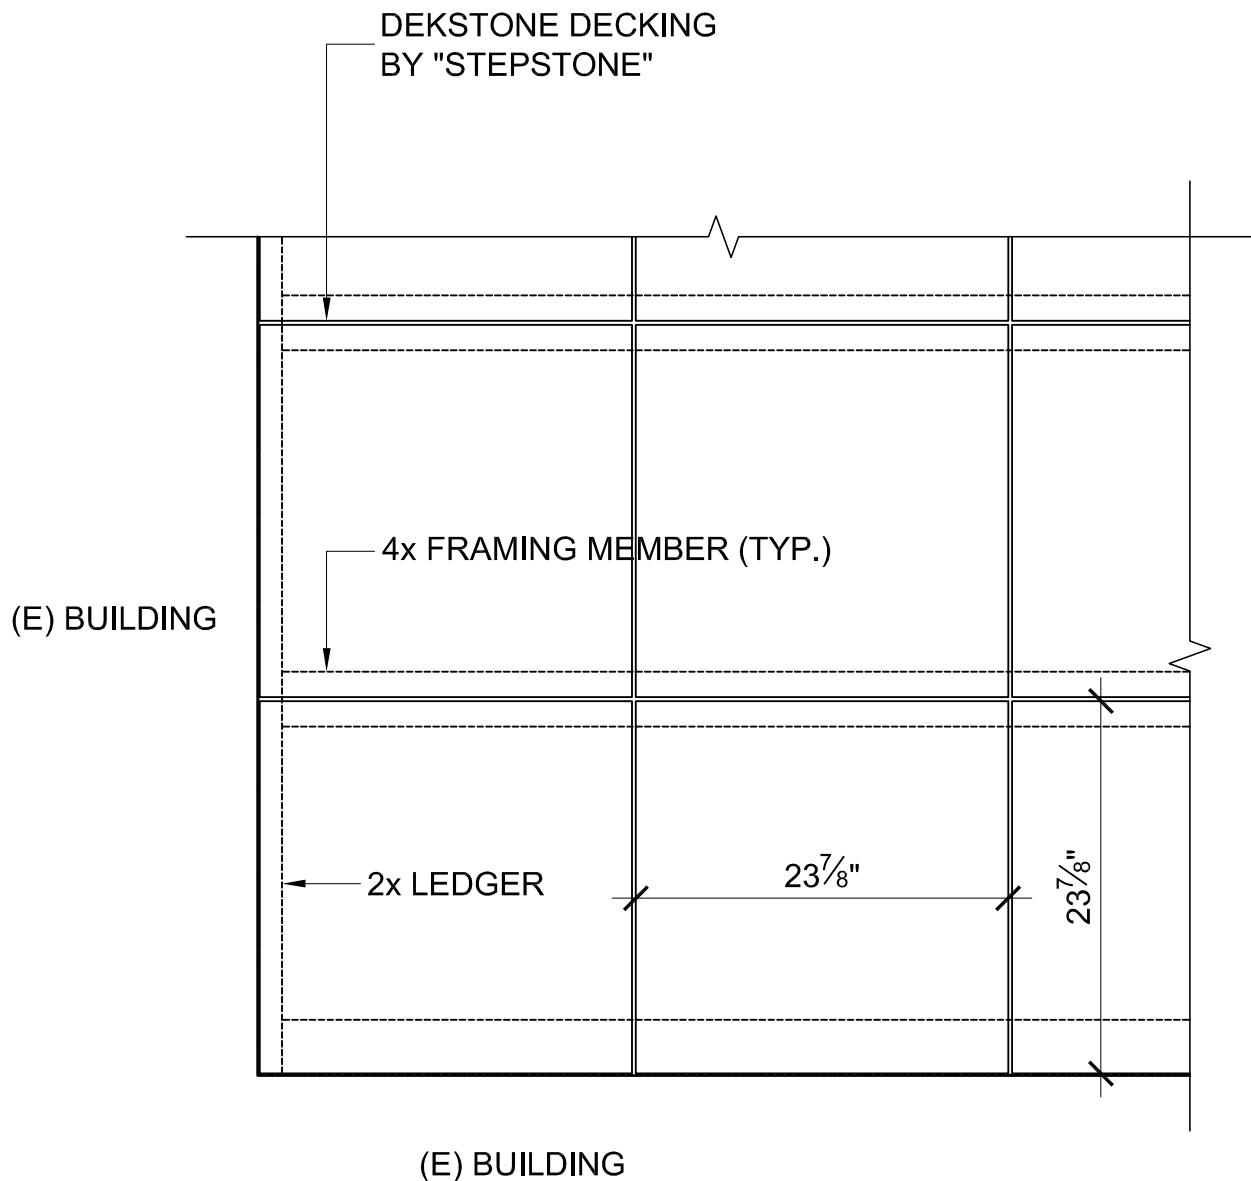 DEKSTONE DECKING
BY "STEPSTONE"
4x FRAMING MEMBER (TYP.)
(E) BUILDING
2x LEDGER
23⅞"
23⅞"
(E) BUILDING